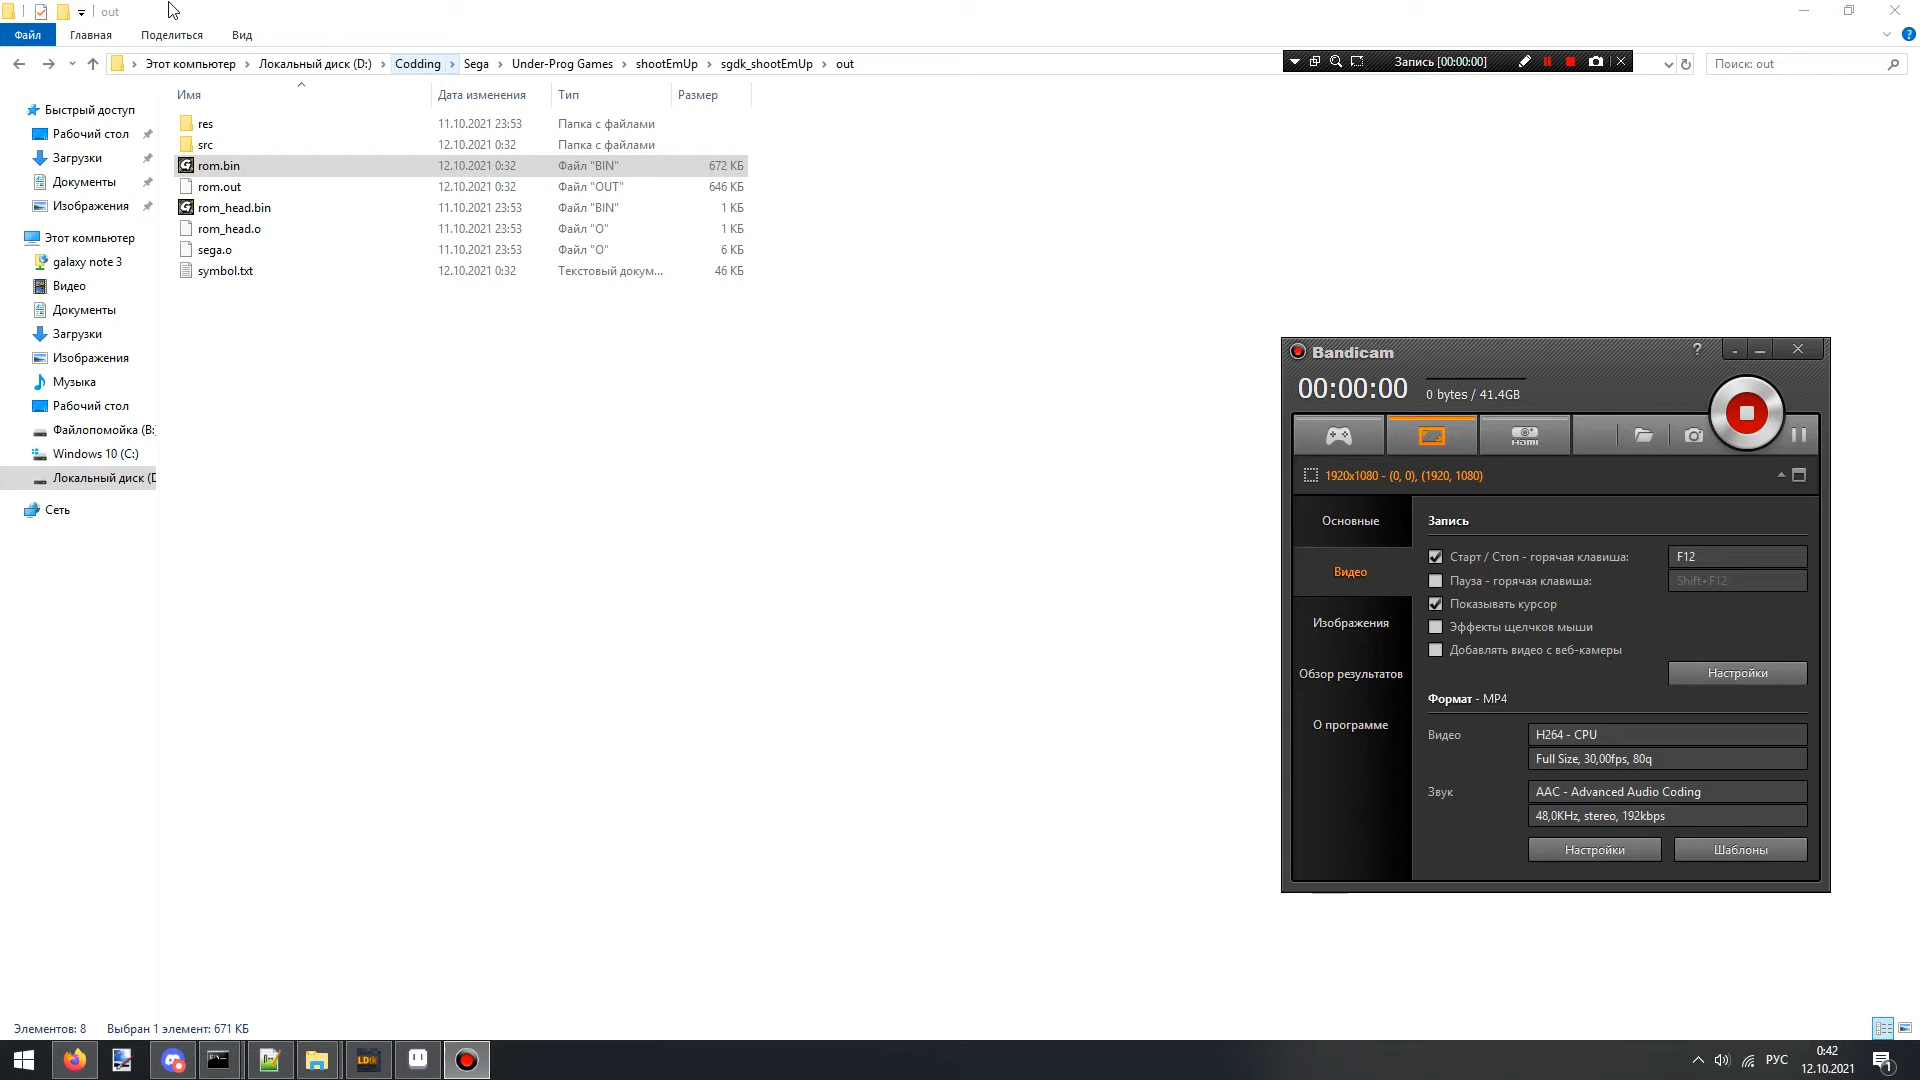 out
Файл Главная Поделиться Вид
Этот компьютер Локальный диск (D:) Codding Sega Under-Prog Games shootEmUp sgdk_shootEmUp out
Запись [00:00:00]
Поиск: out
Имя Дата изменения Тип Размер
res 11.10.2021 23:53 Папка с файлами
src 12.10.2021 0:32 Папка с файлами
rom.bin 12.10.2021 0:32 Файл "BIN" 672 КБ
rom.out 12.10.2021 0:32 Файл "OUT" 646 КБ
rom_head.bin 11.10.2021 23:53 Файл "BIN" 1 КБ
rom_head.o 11.10.2021 23:53 Файл "O" 1 КБ
sega.o 11.10.2021 23:53 Файл "O" 6 КБ
symbol.txt 12.10.2021 0:32 Текстовый докум... 46 КБ
Быстрый доступ
Рабочий стол
Загрузки
Документы
Изображения
Этот компьютер
galaxy note 3
Видео
Документы
Загрузки
Изображения
Музыка
Рабочий стол
Файлопомойка (B:
Windows 10 (C:)
Локальный диск (D
Сеть
Bandicam
?
00:00:00 0 bytes / 41.4GB
HDMI
1920x1080 - (0, 0), (1920, 1080)
Основные
Видео
Изображения
Обзор результатов
О программе
Запись
Старт / Стоп - горячая клавиша: F12
Пауза - горячая клавиша: Shift+F12
Показывать курсор
Эффекты щелчков мыши
Добавлять видео с веб-камеры
Настройки
Формат - MP4
Видео H264 - CPU
Full Size, 30,00fps, 80q
Звук AAC - Advanced Audio Coding
48,0KHz, stereo, 192kbps
Настройки Шаблоны
Элементов: 8 Выбран 1 элемент: 671 КБ
LDtk
РУС
0:42
12.10.2021
1